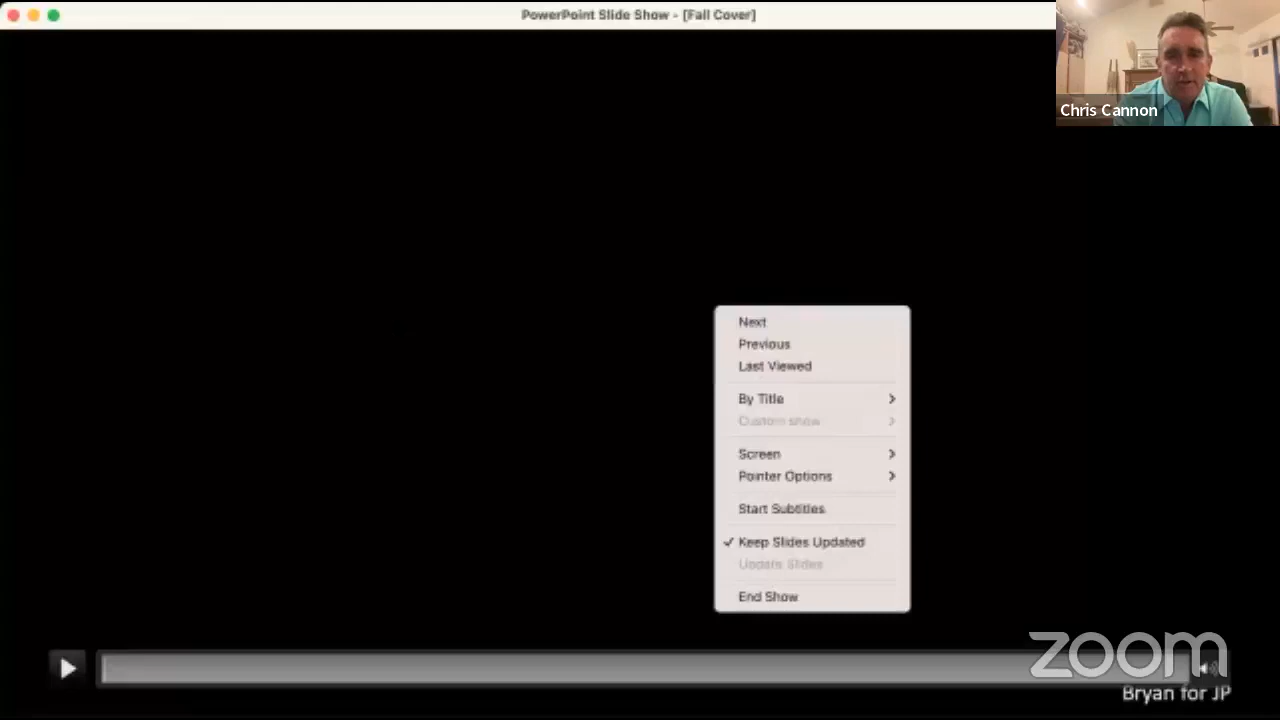 PowerPoint Slide Show - [Fall Cover]
Chris Cannon
Next
Previous
Last Viewed
By Title
Custom show
Screen
Pointer Options
Start Subtitles
Keep Slides Updated
Update Slides
End Show
zoom
Bryan for JP